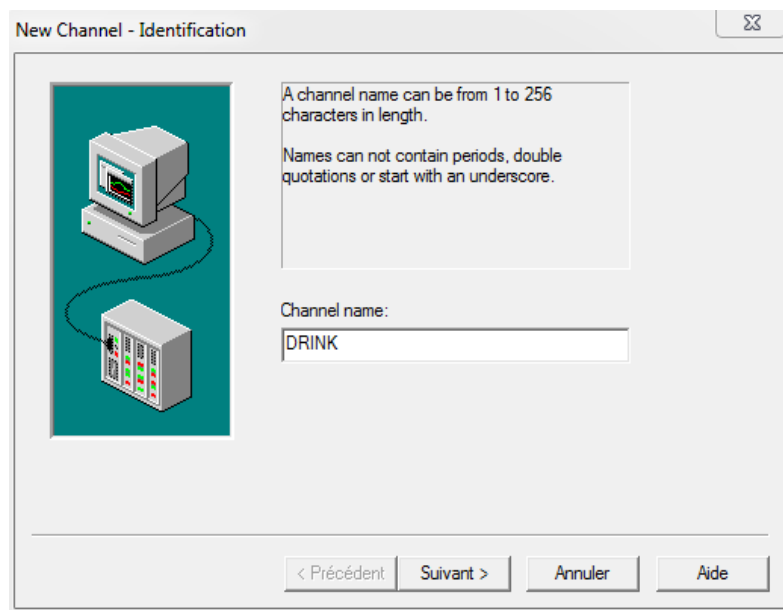 New Channel - Identification
A channel name can be from 1 to 256
characters in length.
Names can not contain periods, double
quotations or start with an underscore.
Channel name:
DRINK
< Précédent
Suivant >
Annuler
Aide